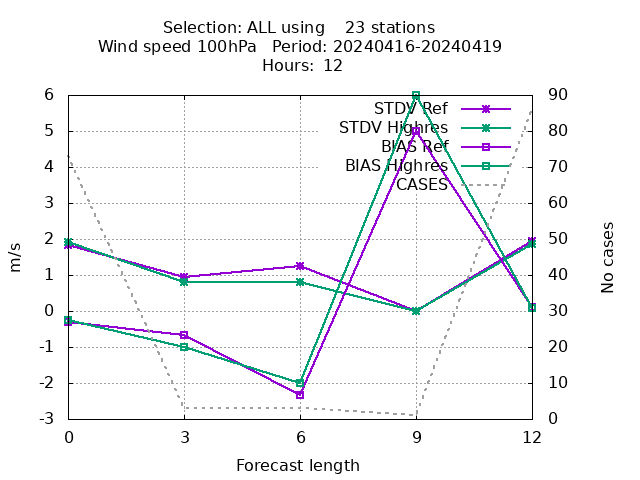 Selection: ALL using    23 stations
Wind speed 100hPa   Period: 20240416-20240419
Hours: 12
6
5
4
3
2
1
0
-1
-2
-3
m/s
90
80
70
60
50
40
30
20
10
0
No cases
STDV Ref
STDV Highres
BIAS Ref
BIAS Highres
CASES
0
3
6
9
12
Forecast length